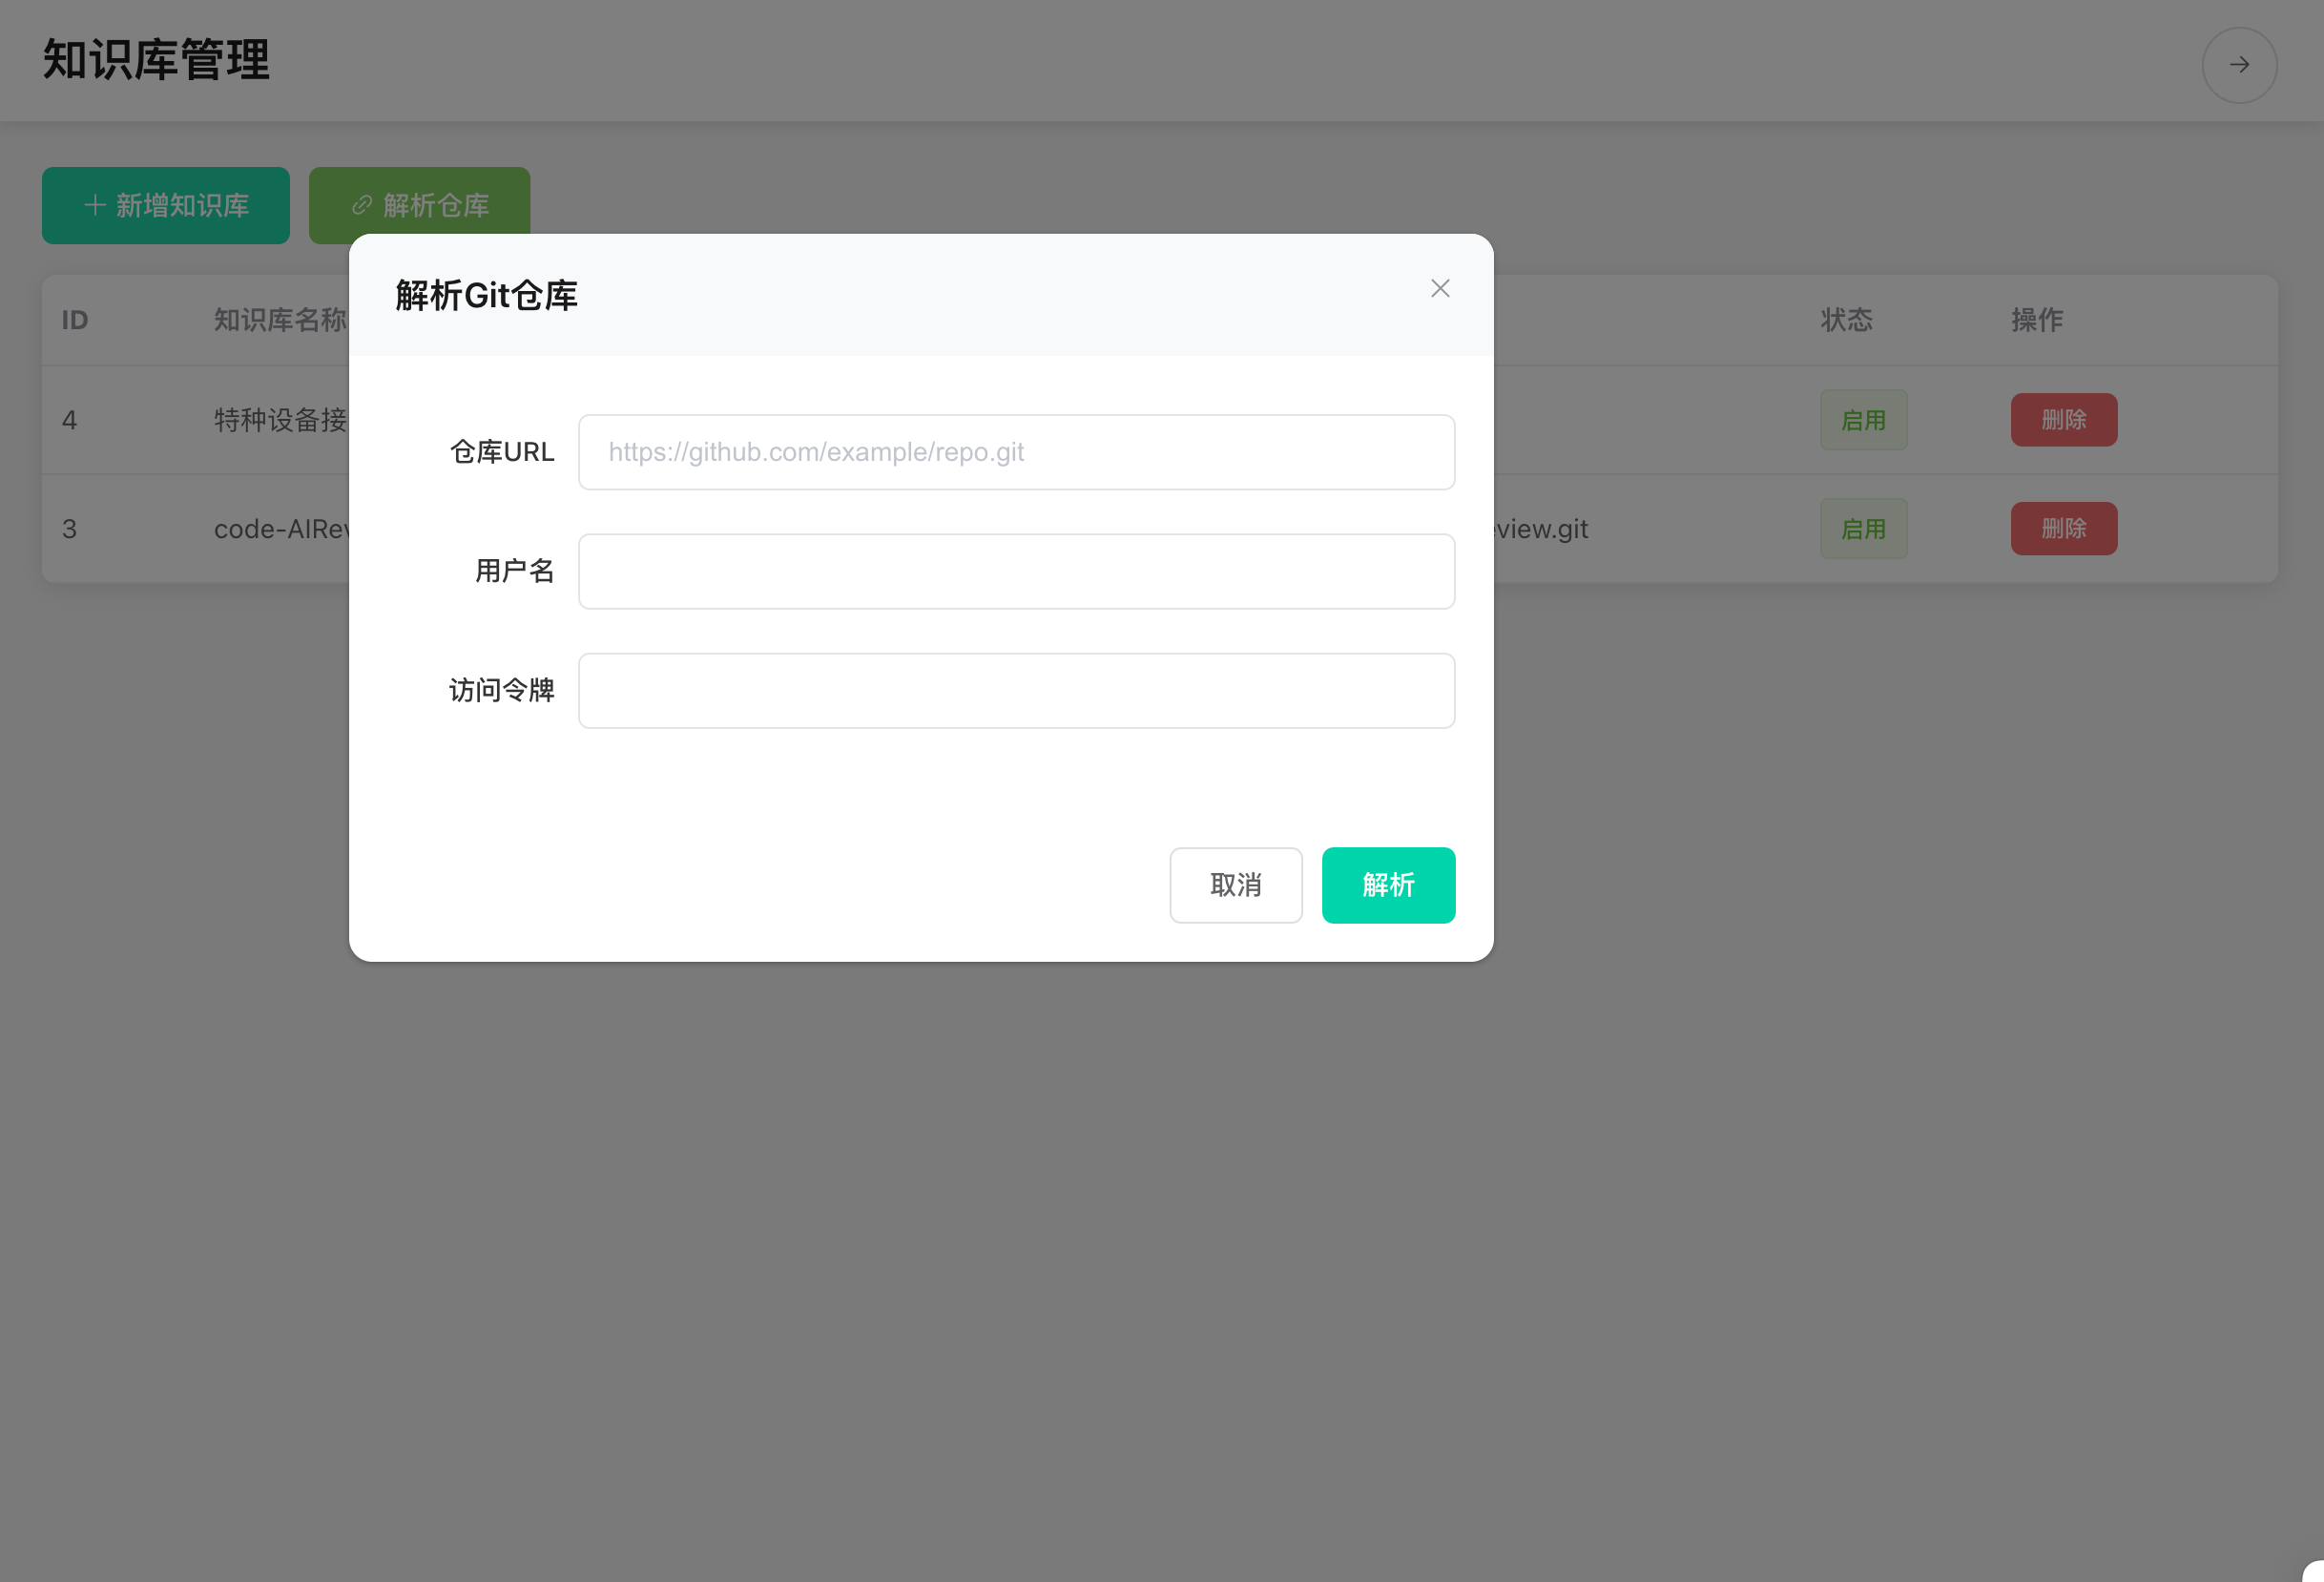 知识库管理
新增知识库 解析仓库
解析Git仓库
ID 知识库名称 状态 操作
4 特种设备接 启用 删除
仓库URL https://github.com/example/repo.git
3 code-AIRev view.git 启用 删除
用户名
访问令牌
取消 解析